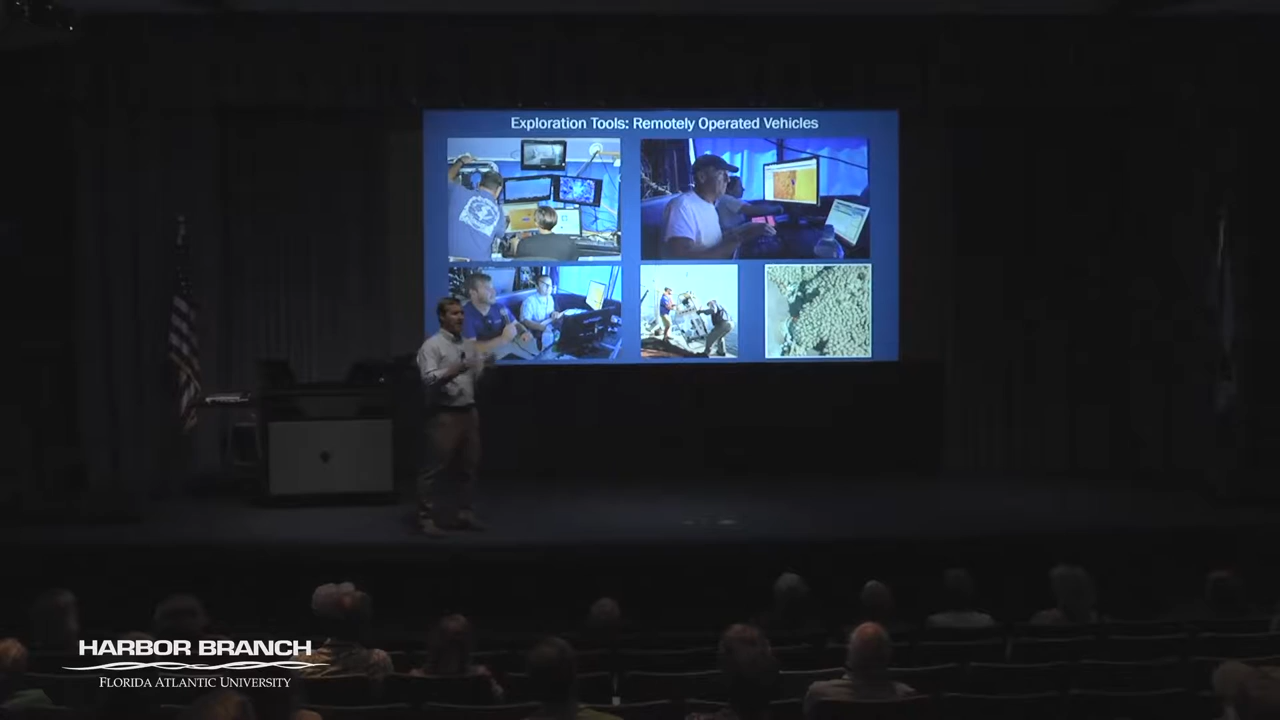 Exploration Tools: Remotely Operated Vehicles
HARBOR BRANCH
FLORIDA ATLANTIC UNIVERSITY